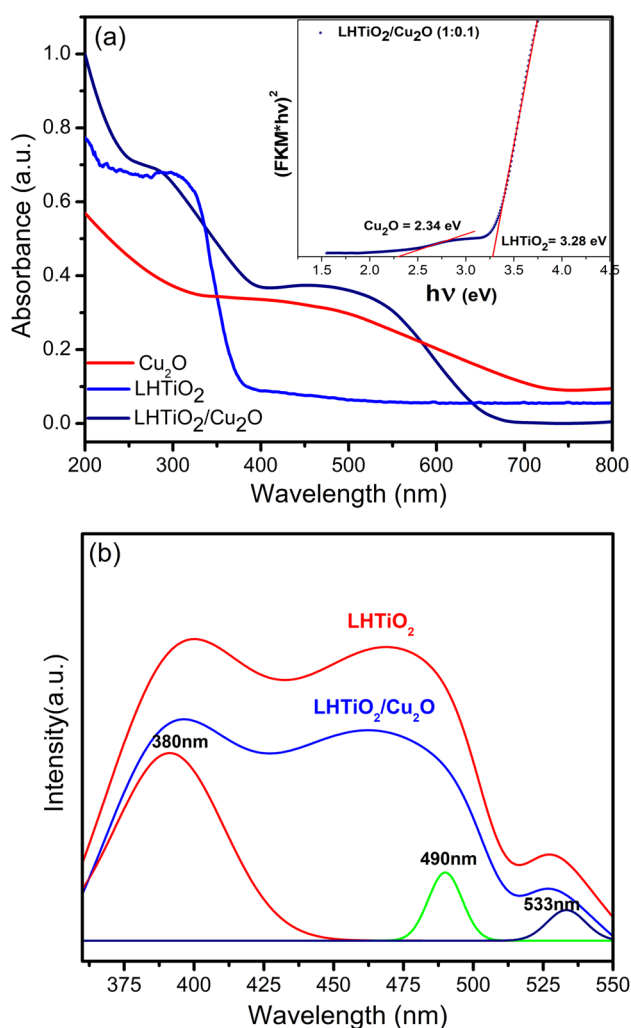 (a)
LHTiO₂/Cu₂O (1:0.1)
(FKM*hv)²
Cu₂O = 2.34 eV
LHTiO₂= 3.28 eV
1.5 2.0 2.5 3.0 3.5 4.0 4.5
hν (eV)
Absorbance (a.u.)
1.0
0.8
0.6
0.4
0.2
0.0
Cu₂O
LHTiO₂
LHTiO₂/Cu₂O
200 300 400 500 600 700 800
Wavelength (nm)
(b)
Intensity(a.u.)
LHTiO₂
LHTiO₂/Cu₂O
380nm
490nm
533nm
375 400 425 450 475 500 525 550
Wavelength (nm)